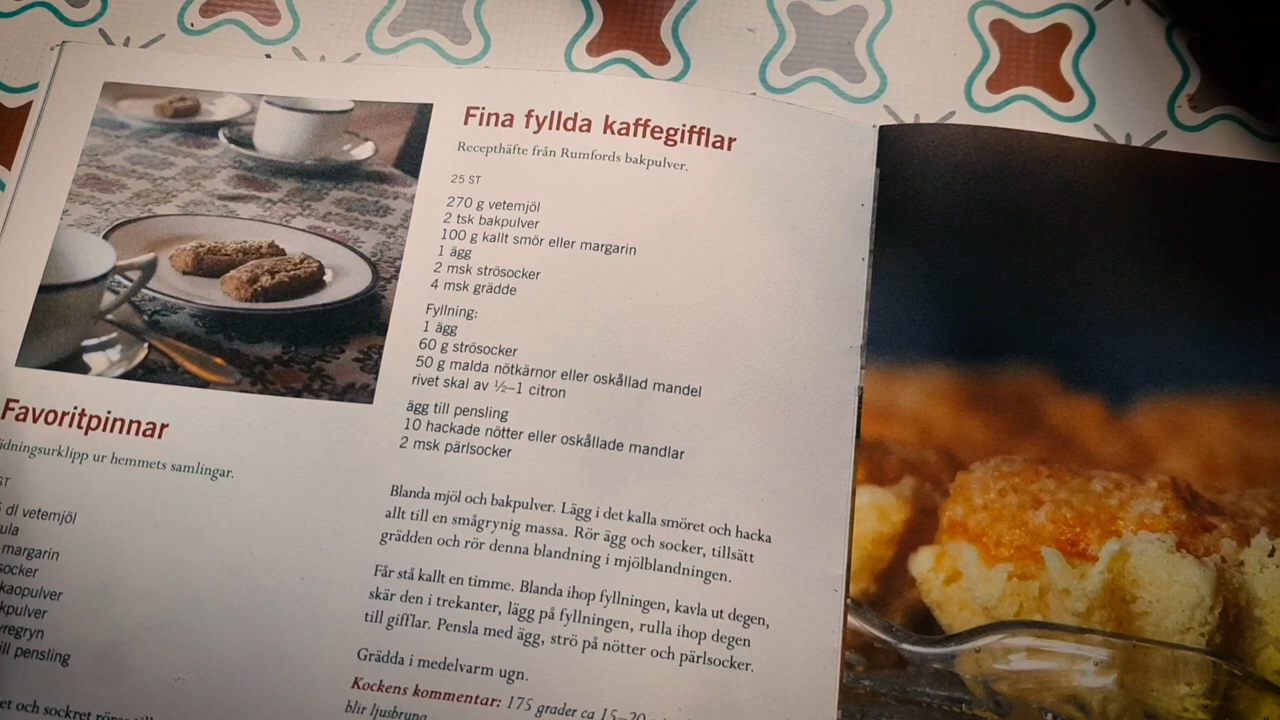 Favoritpinnar
ur hemmets samlingar.
dl vetemjöl
margarin
socker
till pensling
et och sockret
Fina fyllda kaffegifflar
Recepthäfte från Rumfords bakpulver.
25 ST
270 g vetemjöl
2 tsk bakpulver
100 g kallt smör eller margarin
1 ägg
2 msk strösocker
4 msk grädde
Fyllning:
1 ägg
60 g strösocker
50 g malda nötkärnor eller oskållad mandel
rivet skal av ½–1 citron
ägg till pensling
10 hackade nötter eller oskållade mandlar
2 msk pärlsocker
Blanda mjöl och bakpulver. Lägg i det kalla smöret och hacka
allt till en smågrynig massa. Rör ägg och socker, tillsätt
grädden och rör denna blandning i mjölblandningen.
Får stå kallt en timme. Blanda ihop fyllningen, kavla ut degen,
skär den i trekanter, lägg på fyllningen, rulla ihop degen
till gifflar. Pensla med ägg, strö på nötter och pärlsocker.
Grädda i medelvarm ugn.
Kockens kommentar: 175 grader ca 15–20
blir ljusbruna